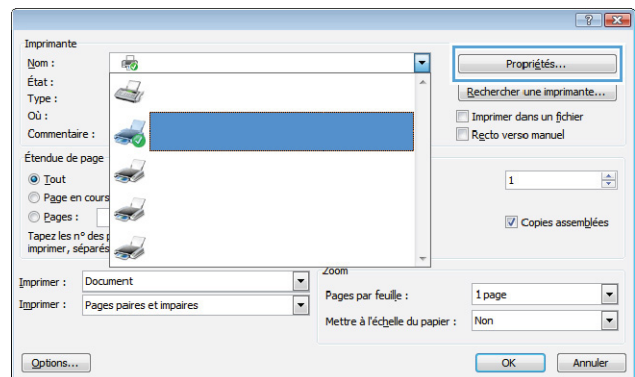 Imprimante
Nom :
Propriétés...
État :
Type :
Rechercher une imprimante...
Où :
Imprimer dans un fichier
Commentaire :
Recto verso manuel
Étendue de page
Tout
1
Page en cours
Pages :
Copies assemblées
Tapez les n° des
imprimer, séparés
Zoom
Imprimer :
Document
Pages par feuille :
1 page
Imprimer :
Pages paires et impaires
Mettre à l'échelle du papier :
Non
Options...
OK
Annuler